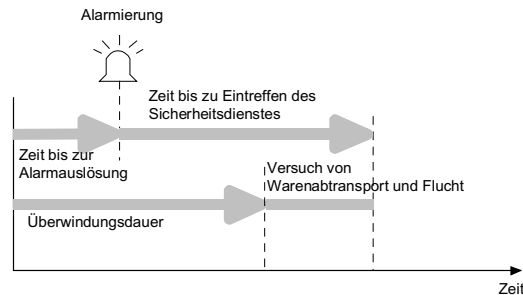 Alarmierung
Zeit bis zu Eintreffen des
Sicherheitsdienstes
Zeit bis zur
Alarmauslösung
Versuch von
Warenabtransport und Flucht
Überwindungsdauer
Zeit